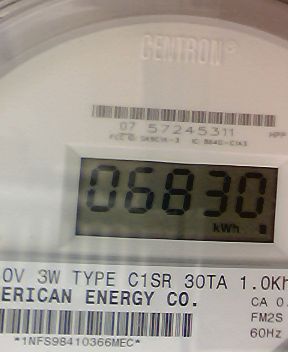 CENTRON®
07 57245311
HPP
06830
kWh
0V 3W TYPE C1SR 30TA 1.0Kh
ERICAN ENERGY CO.
CA 0.
FM2S
60Hz
*1NFS98410366MEC*